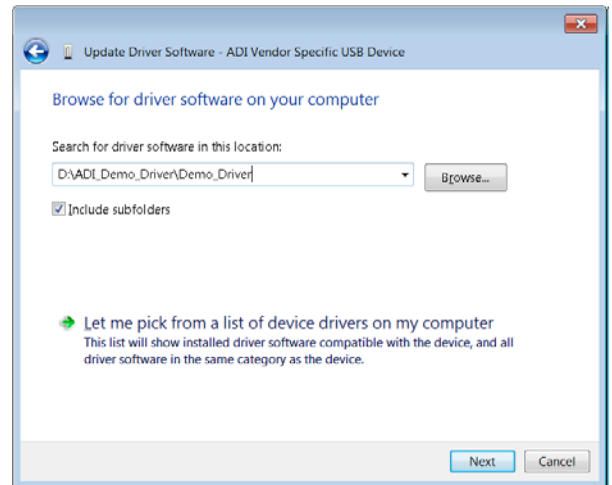 Update Driver Software - ADI Vendor Specific USB Device
Browse for driver software on your computer
Search for driver software in this location:
D:\ADI_Demo_Driver\Demo_Driver
Browse...
Include subfolders
Let me pick from a list of device drivers on my computer
This list will show installed driver software compatible with the device, and all
driver software in the same category as the device.
Next
Cancel